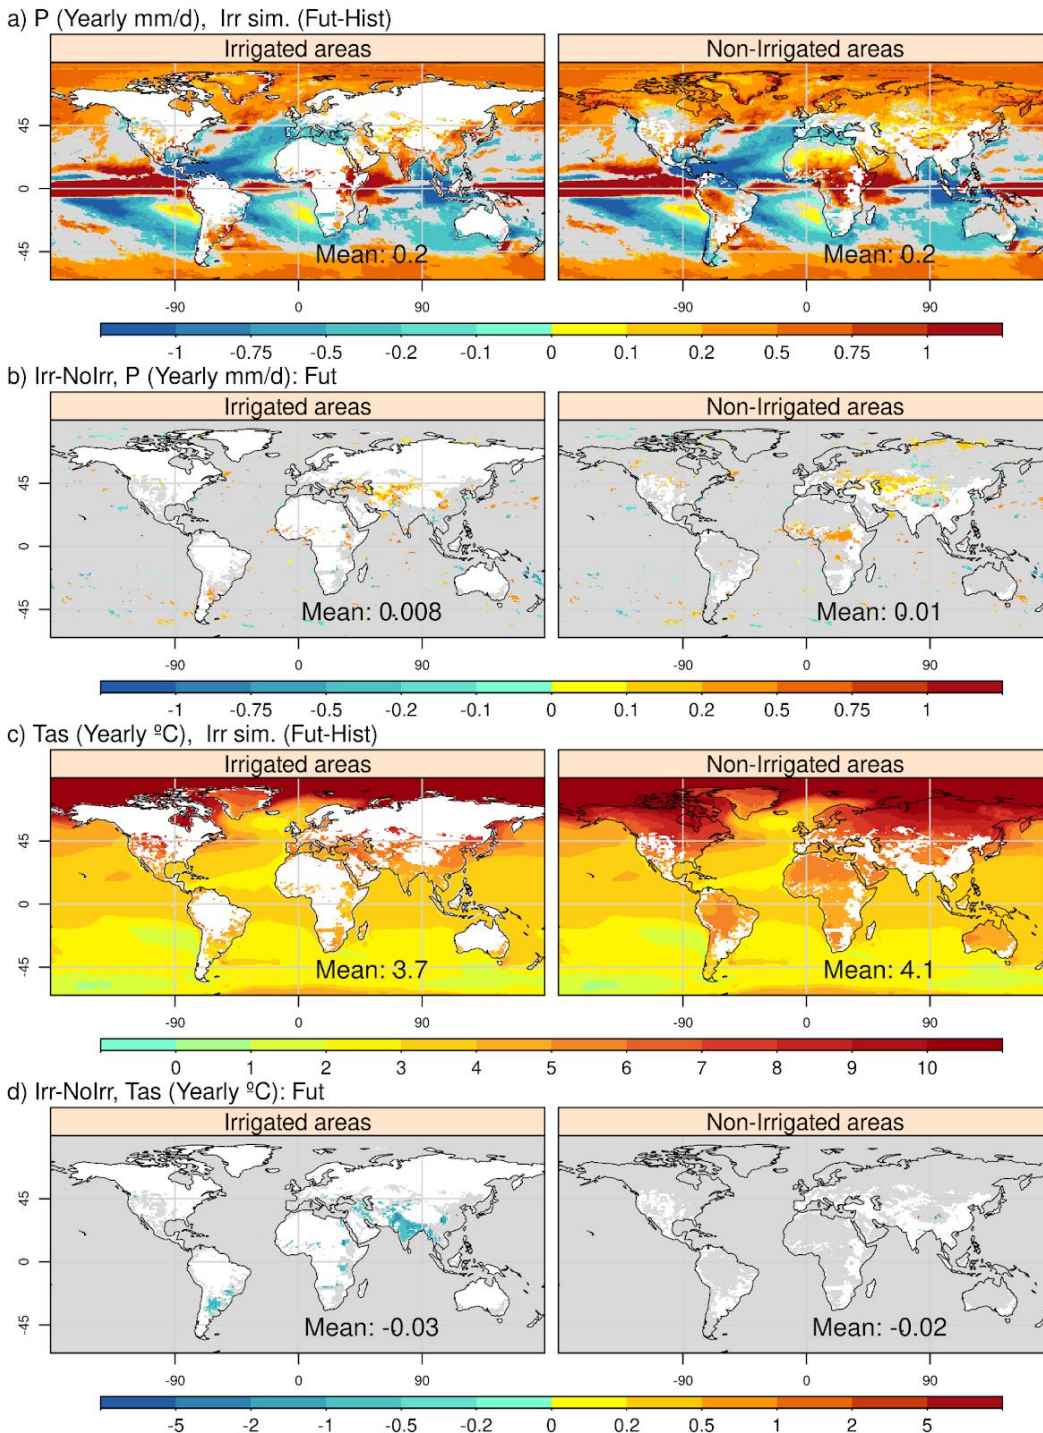 a) P (Yearly mm/d), Irr sim. (Fut-Hist)
Irrigated areas
Non-Irrigated areas
45
0
-45
Mean: 0.2
Mean: 0.2
-90 0 90
-90 0 90
-1 -0.75 -0.5 -0.2 -0.1 0 0.1 0.2 0.5 0.75 1
b) Irr-NoIrr, P (Yearly mm/d): Fut
Irrigated areas
Non-Irrigated areas
45
0
-45
Mean: 0.008
Mean: 0.01
-90 0 90
-90 0 90
-1 -0.75 -0.5 -0.2 -0.1 0 0.1 0.2 0.5 0.75 1
c) Tas (Yearly ºC), Irr sim. (Fut-Hist)
Irrigated areas
Non-Irrigated areas
45
0
-45
Mean: 3.7
Mean: 4.1
-90 0 90
-90 0 90
0 1 2 3 4 5 6 7 8 9 10
d) Irr-NoIrr, Tas (Yearly ºC): Fut
Irrigated areas
Non-Irrigated areas
45
0
-45
Mean: -0.03
Mean: -0.02
-90 0 90
-90 0 90
-5 -2 -1 -0.5 -0.2 0 0.2 0.5 1 2 5